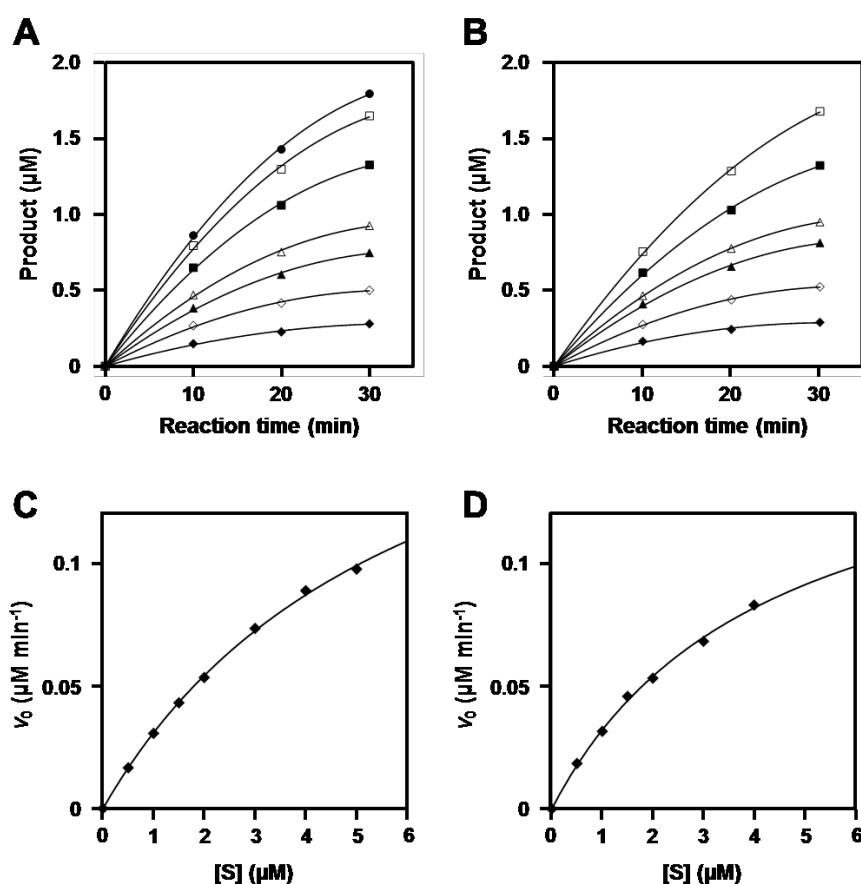 A
B
2.0
1.5
1.0
0.5
0
Product (µM)
0 10 20 30
Reaction time (min)
2.0
1.5
1.0
0.5
0
Product (µM)
0 10 20 30
Reaction time (min)
C
D
0.1
0.05
0
v₀ (µM min⁻¹)
0 1 2 3 4 5 6
[S] (µM)
0.1
0.05
0
v₀ (µM min⁻¹)
0 1 2 3 4 5 6
[S] (µM)